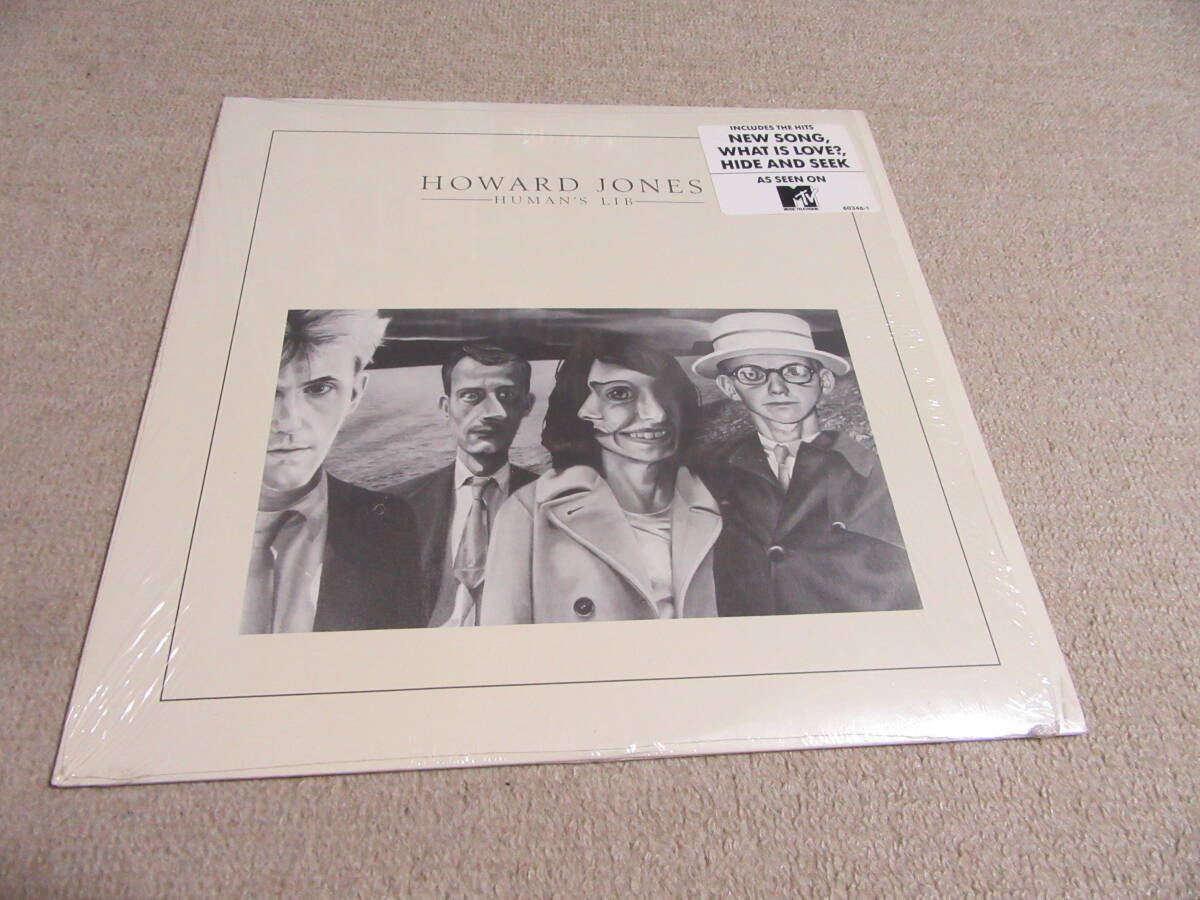 HOWARD JONES
HUMAN'S LIB
INCLUDES THE HITS
NEW SONG,
WHAT IS LOVE?,
HIDE AND SEEK
AS SEEN ON
MTV
MUSIC TELEVISION
60346-1